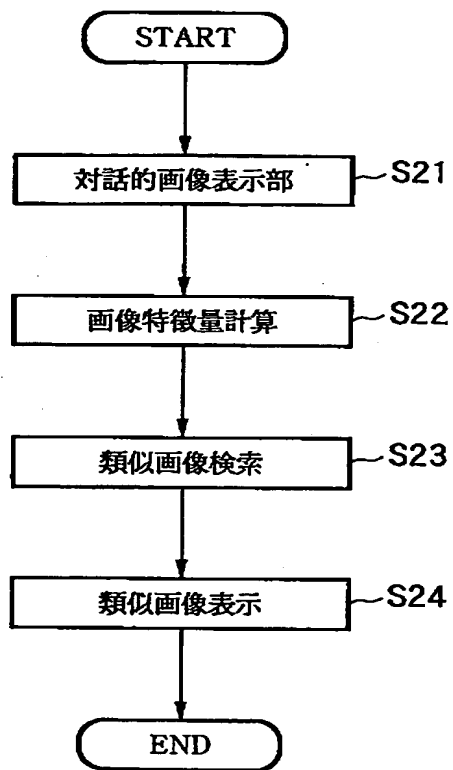 START
対話的画像表示部 S21
画像特徴量計算 S22
類似画像検索 S23
類似画像表示 S24
END